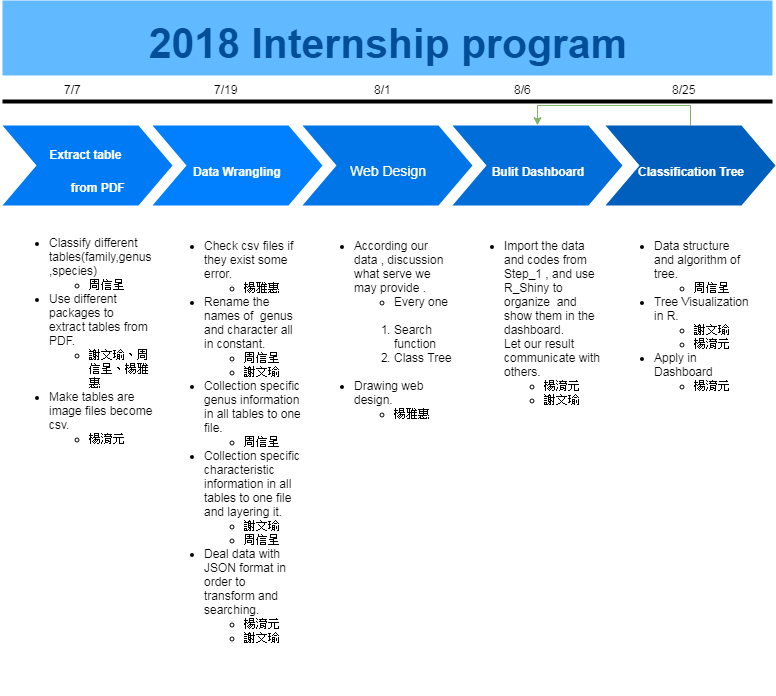 2018 Internship program
7/7
7/19
8/1
8/6
8/25
Extract table
from PDF
Data Wrangling
Web Design
Bulit Dashboard
Classification Tree
Classify different
tables(family,genus
,species)
周信呈
Use different
packages to
extract tables from
PDF.
謝文瑜、周
信呈、楊雅
惠
Make tables are
image files become
csv.
楊淯元
Check csv files if
they exist some
error.
楊雅惠
Rename the
names of genus
and character all
in constant.
周信呈
謝文瑜
Collection specific
genus information
in all tables to one
file.
周信呈
Collection specific
characteristic
information in all
tables to one file
and layering it.
謝文瑜
周信呈
Deal data with
JSON format in
order to
transform and
searching.
楊淯元
謝文瑜
According our
data , discussion
what serve we
may provide .
Every one
1. Search
function
2. Class Tree
Drawing web
design.
楊雅惠
Import the data
and codes from
Step_1 , and use
R_Shiny to
organize and
show them in the
dashboard.
Let our result
communicate with
others.
楊淯元
謝文瑜
Data structure
and algorithm of
tree.
周信呈
Tree Visualization
in R.
謝文瑜
楊淯元
Apply in
Dashboard
楊淯元